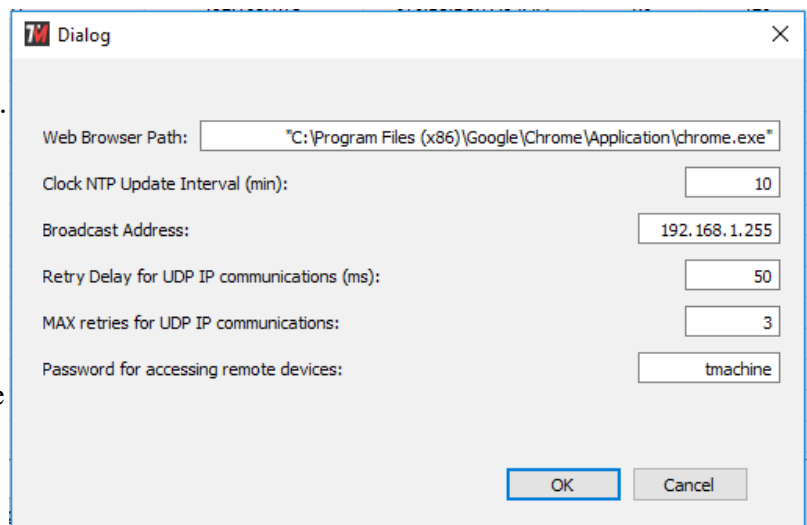 Dialog
Web Browser Path: "C:\Program Files (x86)\Google\Chrome\Application\chrome.exe"
Clock NTP Update Interval (min): 10
Broadcast Address: 192.168.1.255
Retry Delay for UDP IP communications (ms): 50
MAX retries for UDP IP communications: 3
Password for accessing remote devices: tmachine
OK Cancel